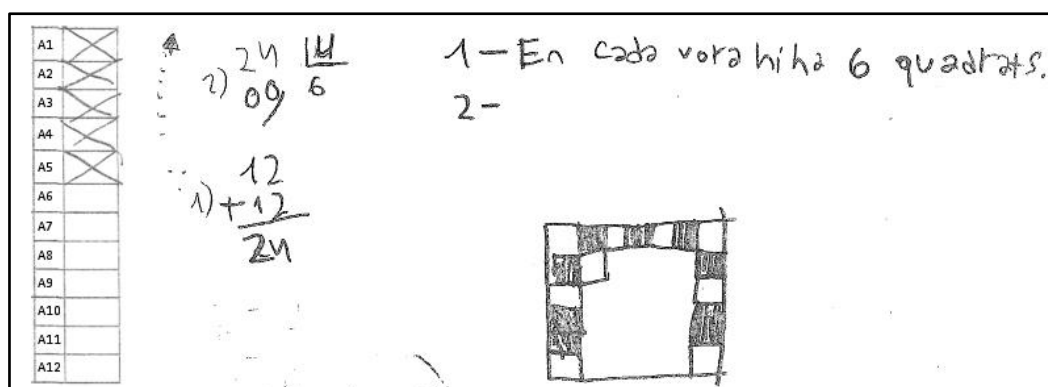 A1
A2
A3
A4
A5
A6
A7
A8
A9
A10
A11
A12
2) 24 4
00 6
1) 12
+12
24
1 - En cada vora hi ha 6 quadrats.
2 -